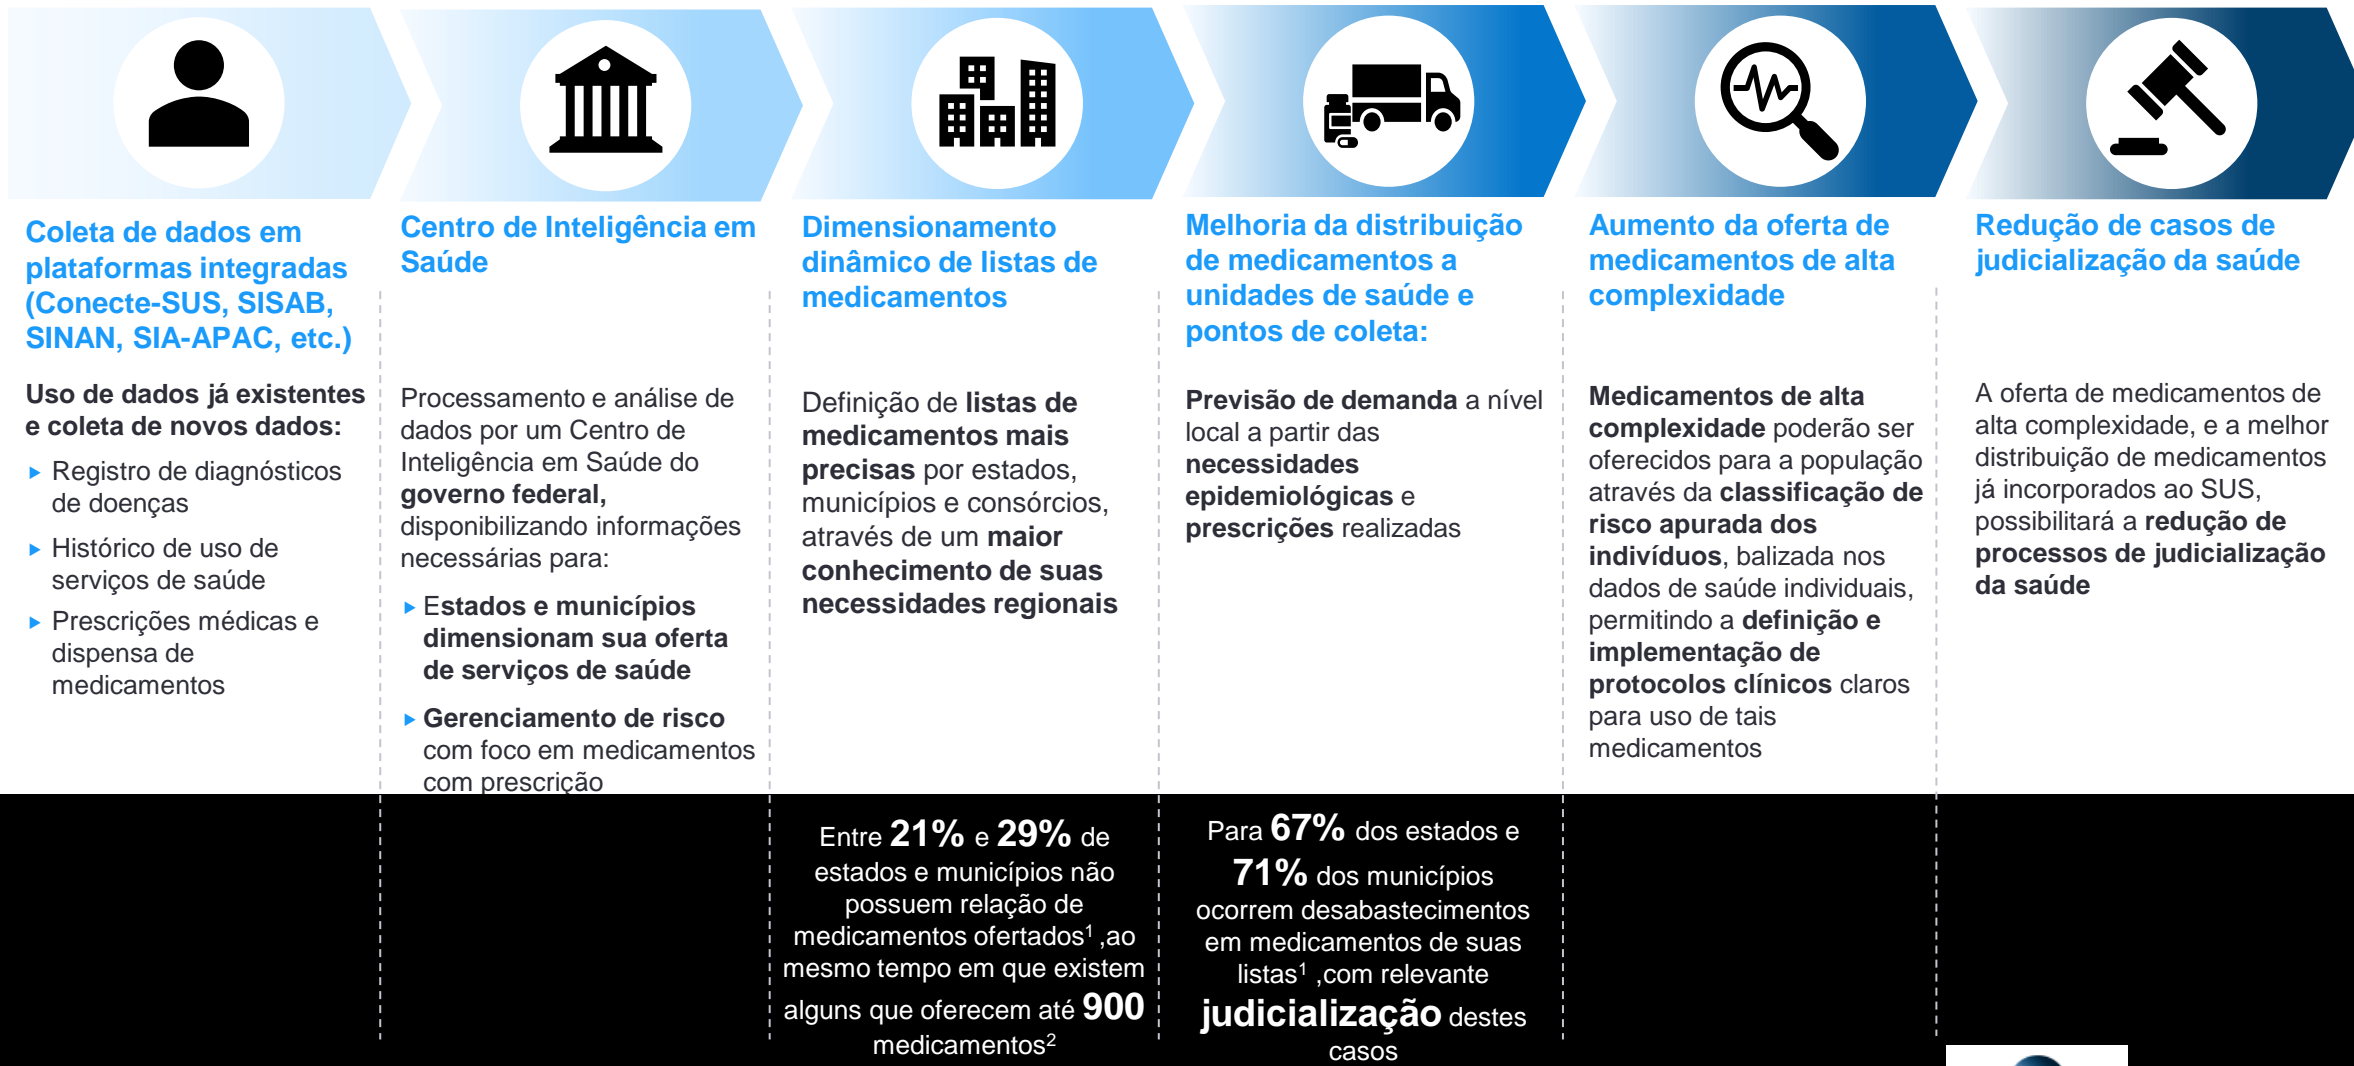 Coleta de dados em
plataformas integradas
(Conecte-SUS, SISAB,
SINAN, SIA-APAC, etc.)
Uso de dados já existentes
e coleta de novos dados:
Registro de diagnósticos
de doenças
Histórico de uso de
serviços de saúde
Prescrições médicas e
dispensa de
medicamentos
Centro de Inteligência em
Saúde
Processamento e análise de
dados por um Centro de
Inteligência em Saúde do
governo federal,
disponibilizando informações
necessárias para:
Estados e municípios
dimensionam sua oferta
de serviços de saúde
Gerenciamento de risco
com foco em medicamentos
com prescrição
Dimensionamento
dinâmico de listas de
medicamentos
Definição de listas de
medicamentos mais
precisas por estados,
municípios e consórcios,
através de um maior
conhecimento de suas
necessidades regionais
Entre 21% e 29% de
estados e municípios não
possuem relação de
medicamentos ofertados¹ ,ao
mesmo tempo em que existem
alguns que oferecem até 900
medicamentos²
Melhoria da distribuição
de medicamentos a
unidades de saúde e
pontos de coleta:
Previsão de demanda a nível
local a partir das
necessidades
epidemiológicas e
prescrições realizadas
Para 67% dos estados e
71% dos municípios
ocorrem desabastecimentos
em medicamentos de suas
listas¹ ,com relevante
judicialização destes
casos
Aumento da oferta de
medicamentos de alta
complexidade
Medicamentos de alta
complexidade poderão ser
oferecidos para a população
através da classificação de
risco apurada dos
indivíduos, balizada nos
dados de saúde individuais,
permitindo a definição e
implementação de
protocolos clínicos claros
para uso de tais
medicamentos
Redução de casos de
judicialização da saúde
A oferta de medicamentos de
alta complexidade, e a melhor
distribuição de medicamentos
já incorporados ao SUS,
possibilitará a redução de
processos de judicialização
da saúde